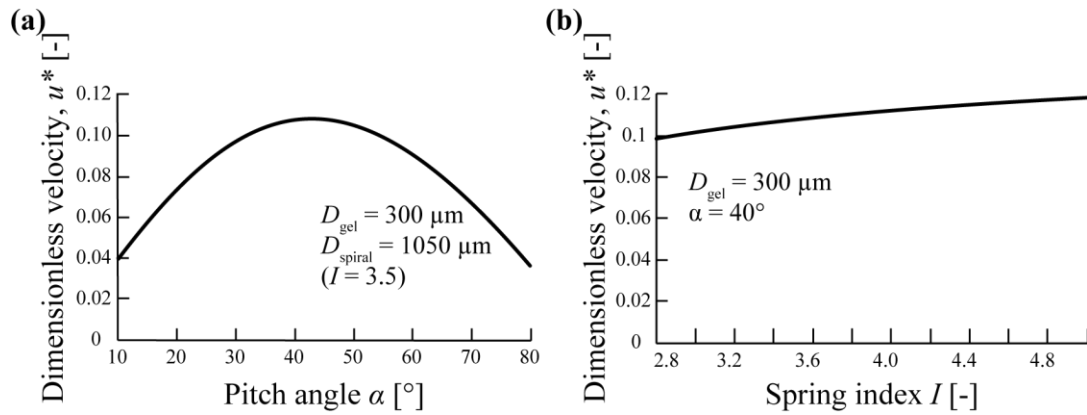 (a)
Dimensionless velocity, u* [-]
0.12
0.10
0.08
0.06
0.04
0.02
0
D_gel = 300 μm
D_spiral = 1050 μm
(I = 3.5)
10 20 30 40 50 60 70 80
Pitch angle α [°]
(b)
Dimensionless velocity, u* [-]
0.12
0.1
0.08
0.06
0.04
0.02
0
D_gel = 300 μm
α = 40°
2.8 3.2 3.6 4.0 4.4 4.8
Spring index I [-]